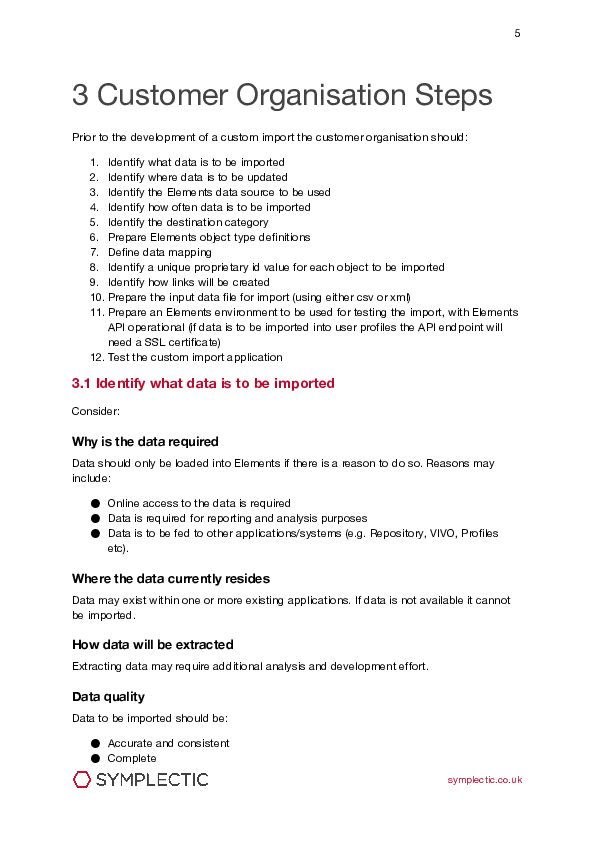 5
3 Customer Organisation Steps
Prior to the development of a custom import the customer organisation should:
1. Identify what data is to be imported
2. Identify where data is to be updated
3. Identify the Elements data source to be used
4. Identify how often data is to be imported
5. Identify the destination category
6. Prepare Elements object type definitions
7. Define data mapping
8. Identify a unique proprietary id value for each object to be imported
9. Identify how links will be created
10. Prepare the input data file for import (using either csv or xml)
11. Prepare an Elements environment to be used for testing the import, with Elements
API operational (if data is to be imported into user profiles the API endpoint will
need a SSL certificate)
12. Test the custom import application
3.1 Identify what data is to be imported
Consider:
Why is the data required
Data should only be loaded into Elements if there is a reason to do so. Reasons may
include:
● Online access to the data is required
● Data is required for reporting and analysis purposes
● Data is to be fed to other applications/systems (e.g. Repository, VIVO, Profiles
etc).
Where the data currently resides
Data may exist within one or more existing applications. If data is not available it cannot
be imported.
How data will be extracted
Extracting data may require additional analysis and development effort.
Data quality
Data to be imported should be:
● Accurate and consistent
● Complete
SYMPLECTIC
symplectic.co.uk